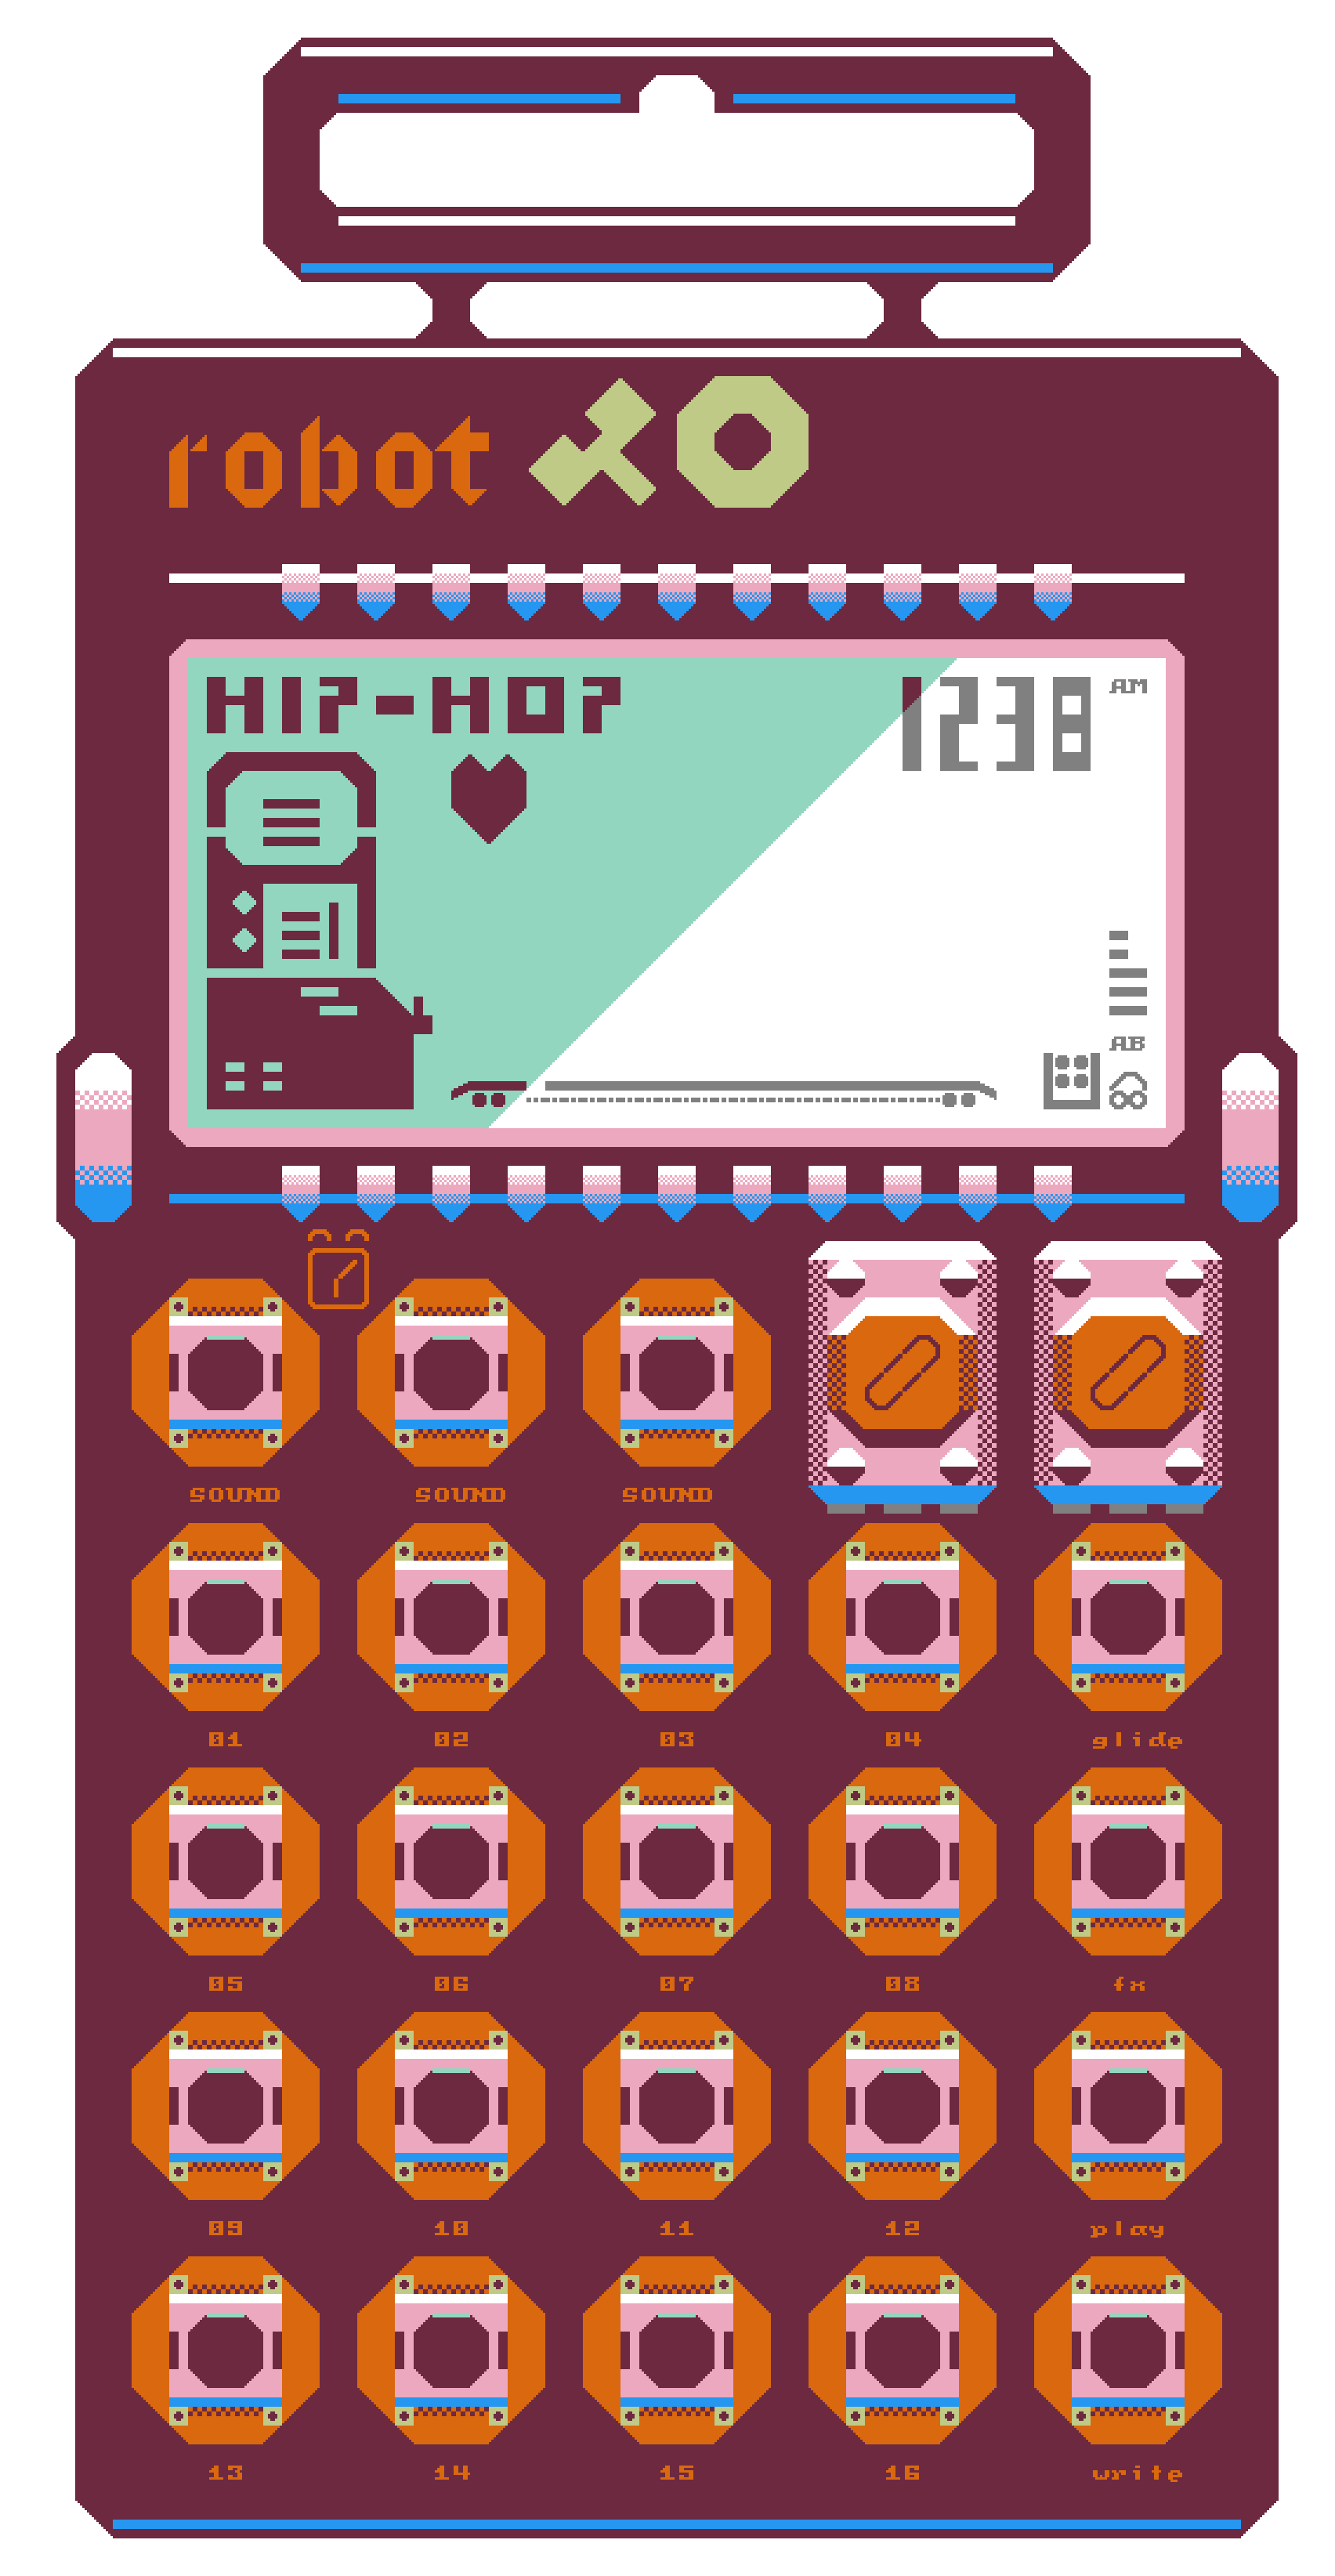 robot
HIP-HOP 1238 AM
AB
SOUND SOUND SOUND
01 02 03 04 glide
05 06 07 08 fx
09 10 11 12 play
13 14 15 16 write